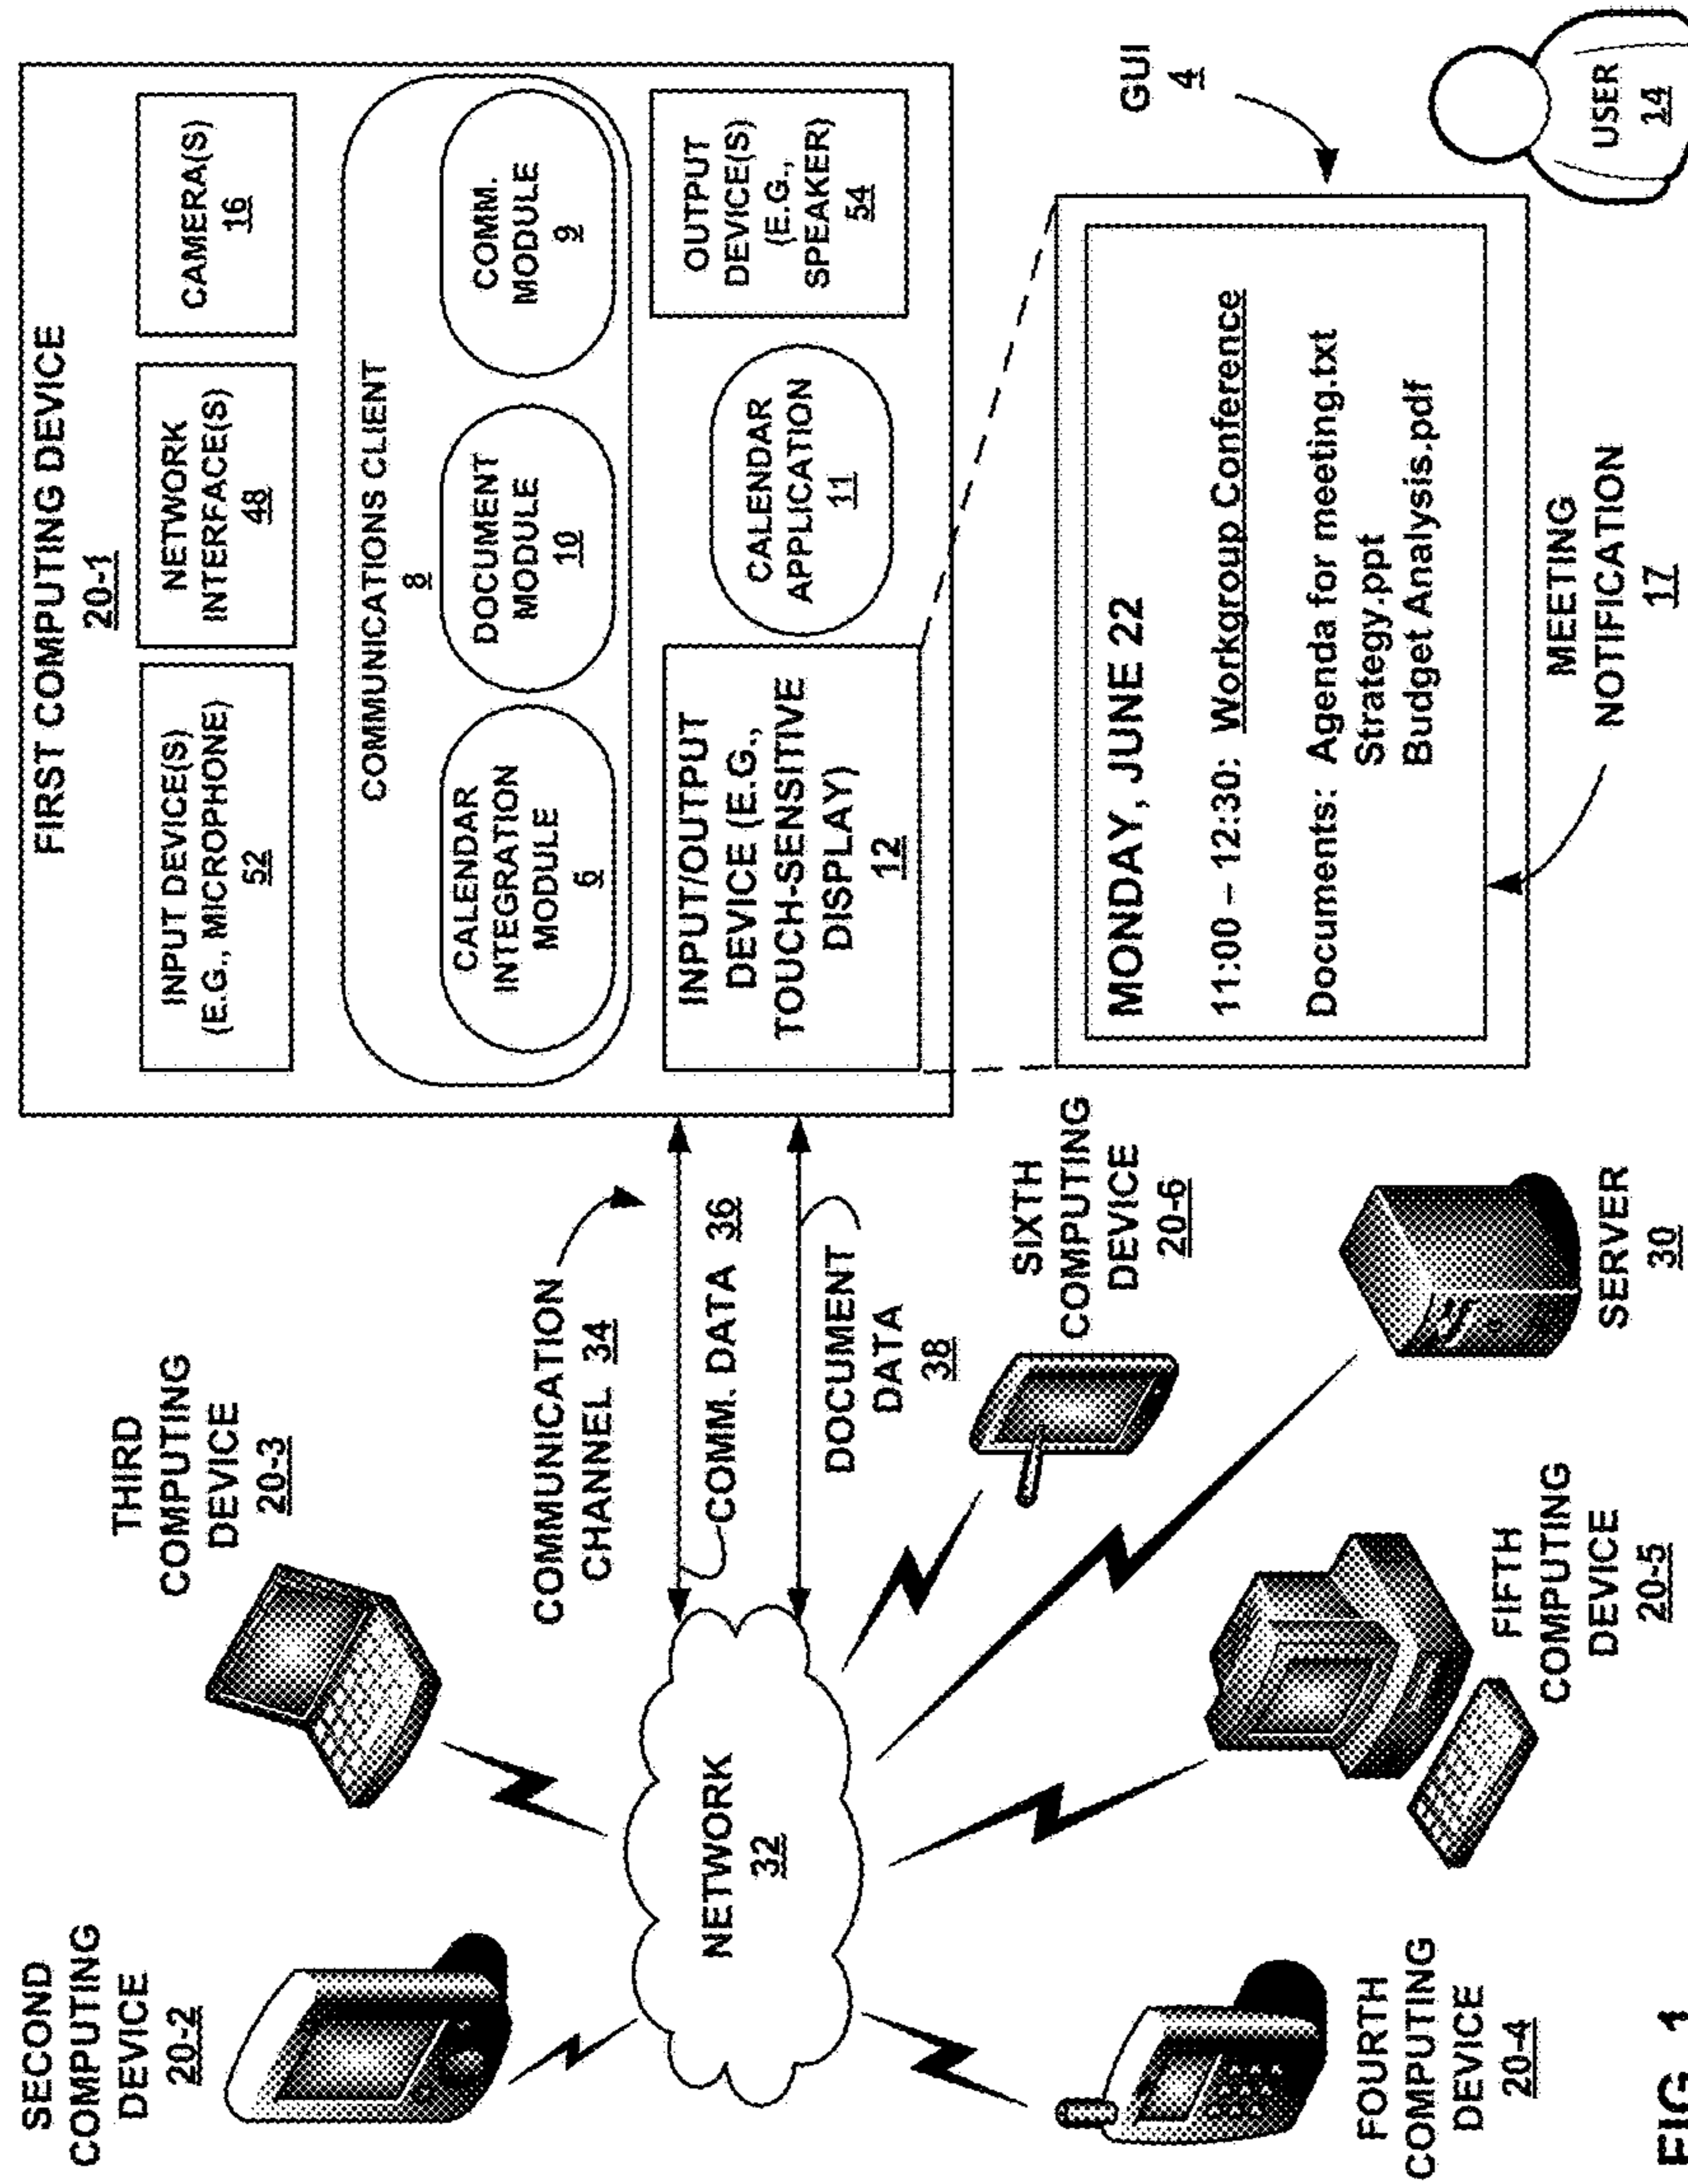 SECOND
COMPUTING
DEVICE
20-2
THIRD
COMPUTING
DEVICE
20-3
NETWORK
32
COMMUNICATION
CHANNEL 34
COMM. DATA 36
DOCUMENT
DATA
38
FOURTH
COMPUTING
DEVICE
20-4
FIFTH
COMPUTING
DEVICE
20-5
SIXTH
COMPUTING
DEVICE
20-6
SERVER
30
FIRST COMPUTING DEVICE
20-1
INPUT DEVICE(S)
(E.G., MICROPHONE)
52
NETWORK
INTERFACE(S)
48
CAMERA(S)
16
COMMUNICATIONS CLIENT
8
CALENDAR
INTEGRATION
MODULE
6
DOCUMENT
MODULE
10
COMM.
MODULE
9
INPUT/OUTPUT
DEVICE (E.G.,
TOUCH-SENSITIVE
DISPLAY)
12
CALENDAR
APPLICATION
11
OUTPUT
DEVICE(S)
(E.G.,
SPEAKER)
54
GUI
4
MONDAY, JUNE 22
11:00 – 12:30: Workgroup Conference
Documents: Agenda for meeting.txt
Strategy.ppt
Budget Analysis.pdf
MEETING
NOTIFICATION
17
USER
14
FIG. 1